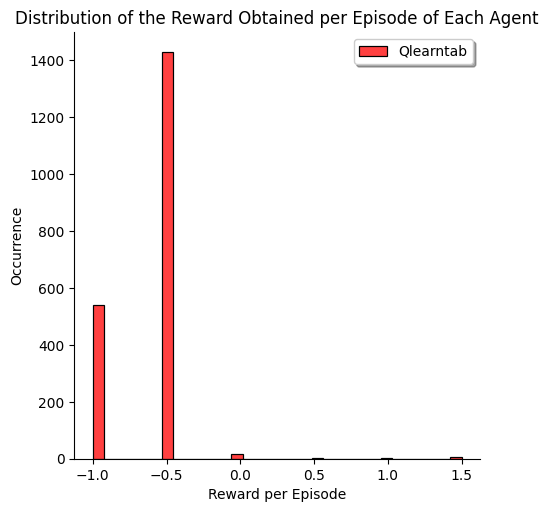 Distribution of the Reward Obtained per Episode of Each Agent
Qlearntab
1400
1200
1000
800
600
400
200
0
Occurrence
−1.0 −0.5 0.0 0.5 1.0 1.5
Reward per Episode